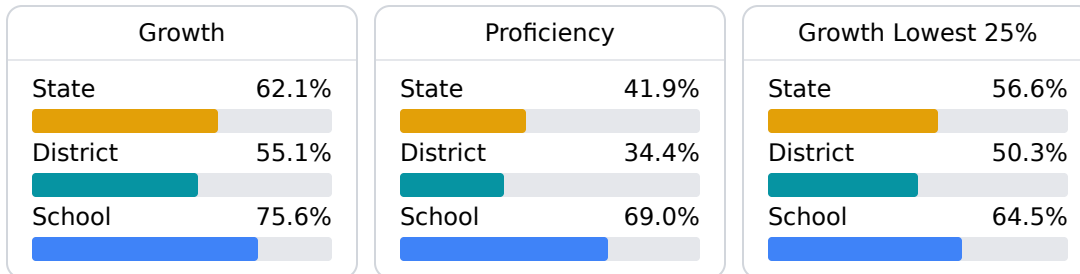 Growth
State 62.1%
District 55.1%
School 75.6%
Proficiency
State 41.9%
District 34.4%
School 69.0%
Growth Lowest 25%
State 56.6%
District 50.3%
School 64.5%